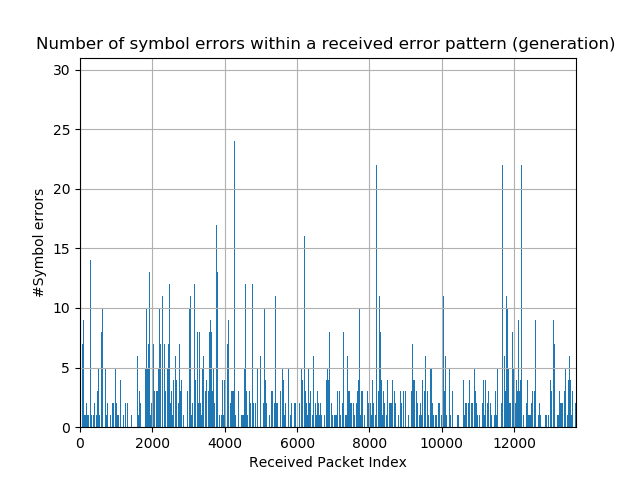 Number of symbol errors within a received error pattern (generation)
30
25
20
15
10
5
0
#Symbol errors
0 2000 4000 6000 8000 10000 12000
Received Packet Index